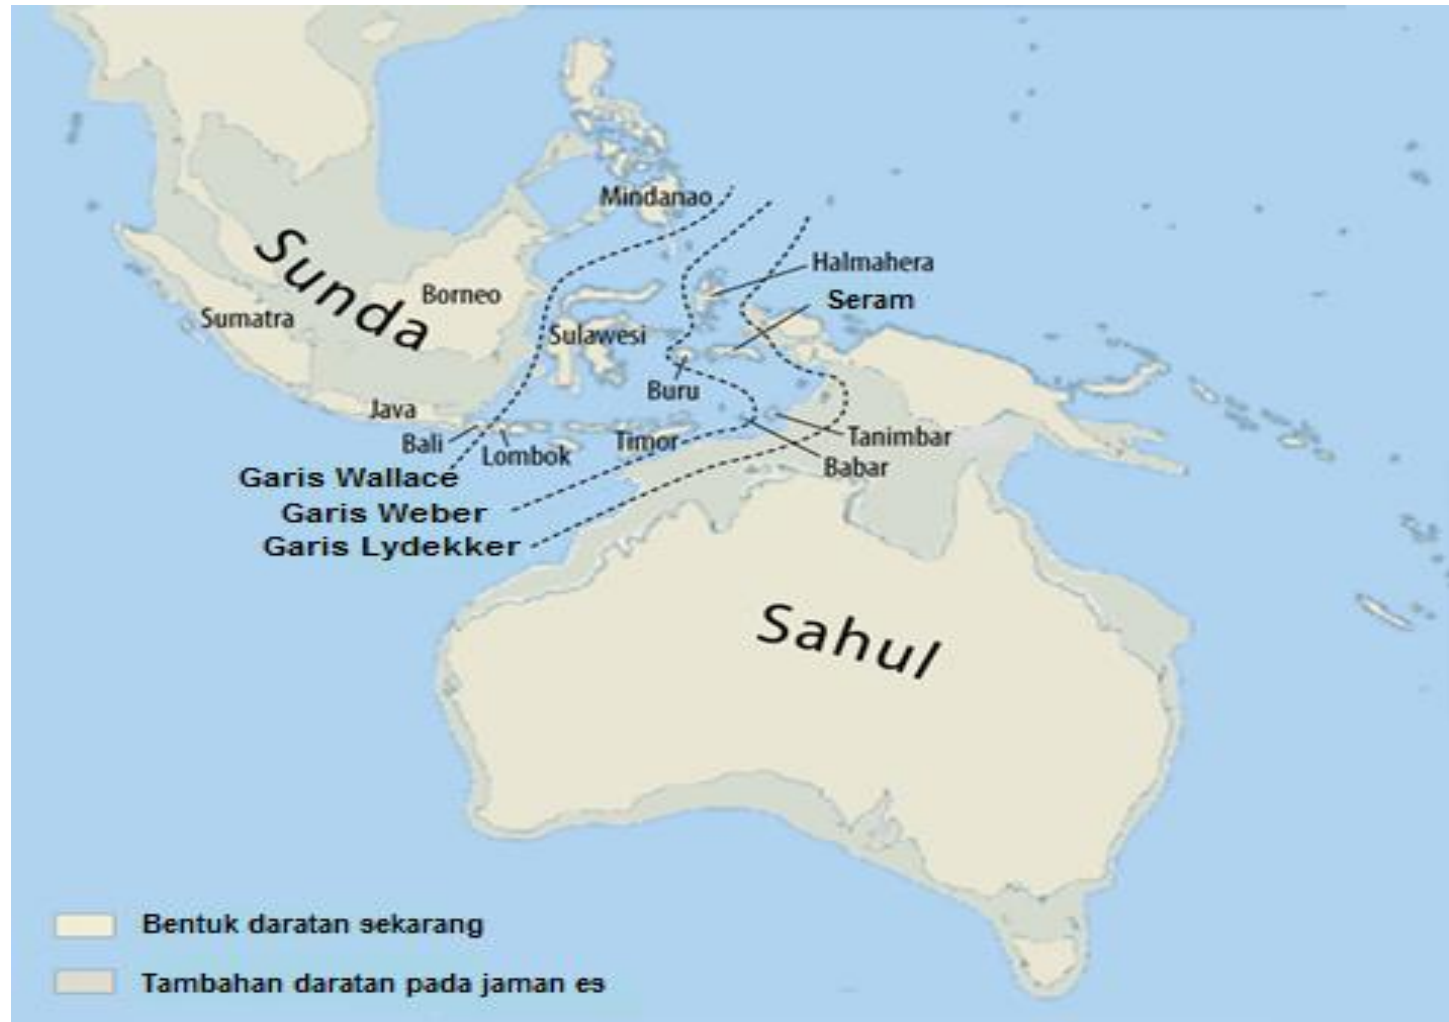 Mindanao
Halmahera
Seram
Sunda
Borneo
Sumatra
Sulawesi
Buru
Java
Bali
Lombok
Timor
Tanimbar
Babar
Garis Wallace
Garis Weber
Garis Lydekker
Sahul
Bentuk daratan sekarang
Tambahan daratan pada jaman es